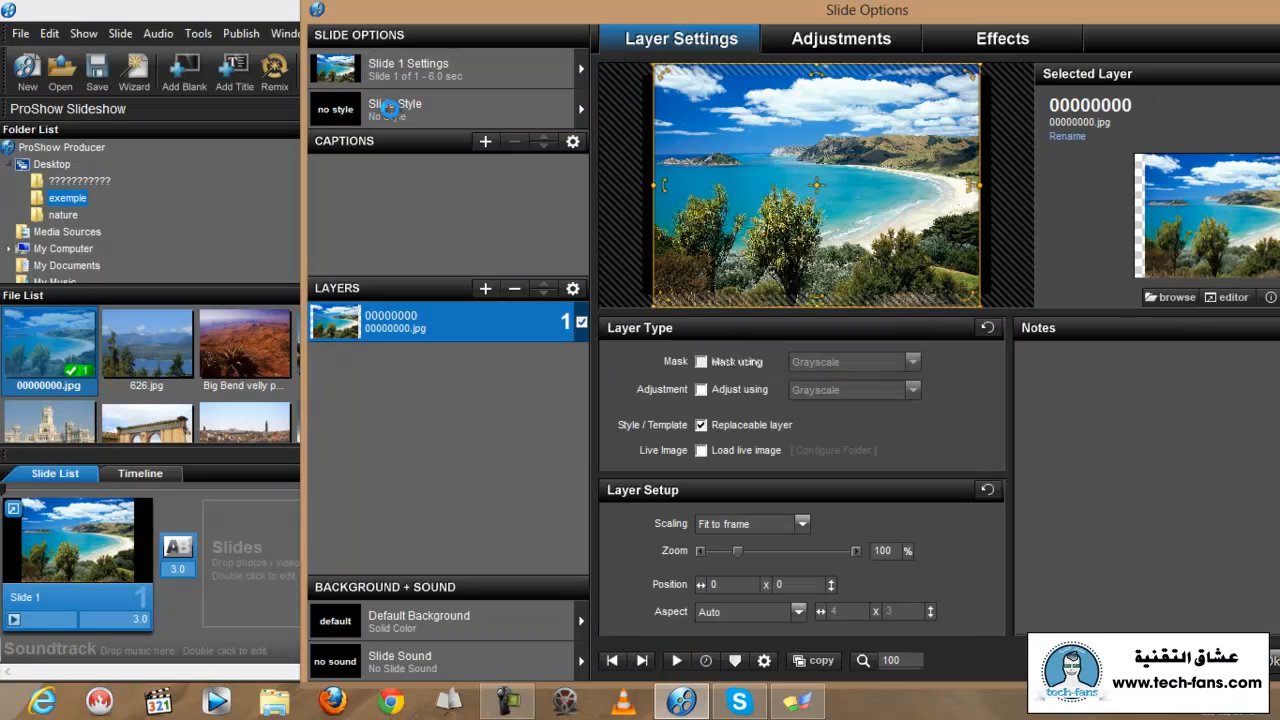 Slide Options
File Edit Show Slide Audio Tools Publish
New Open Save Wizard Add Blank Add Title Remix
ProShow Slideshow
Folder List
ProShow Producer
Desktop
???????????
exemple
nature
Media Sources
My Computer
My Documents
My Music
File List
00000000.jpg 626.jpg Big Bend velly p...
1
Slide List Timeline
AB
3.0
Slide 1 1
3.0
Slides
Drop photos / video
Double click to edit.
Soundtrack Drop music here. Double click to edit.
SLIDE OPTIONS
Slide 1 Settings
Slide 1 of 1 - 6.0 sec
no style
No Style
CAPTIONS
LAYERS
00000000
00000000.jpg
1
BACKGROUND + SOUND
default
Default Background
Solid Color
no sound
Slide Sound
No Slide Sound
Layer Settings Adjustments Effects
Selected Layer
00000000
00000000.jpg
Rename
browse editor
Layer Type
Mask Mask using Grayscale
Adjustment Adjust using Grayscale
Style / Template Replaceable layer
Live Image Load live image [ Configure Folder ]
Notes
Layer Setup
Scaling Fit to frame
Zoom 100 %
Position 0 x 0
Aspect Auto 4 x 3
copy 100
321
عشاق التقنية
www.tech-fans.com
tech-fans